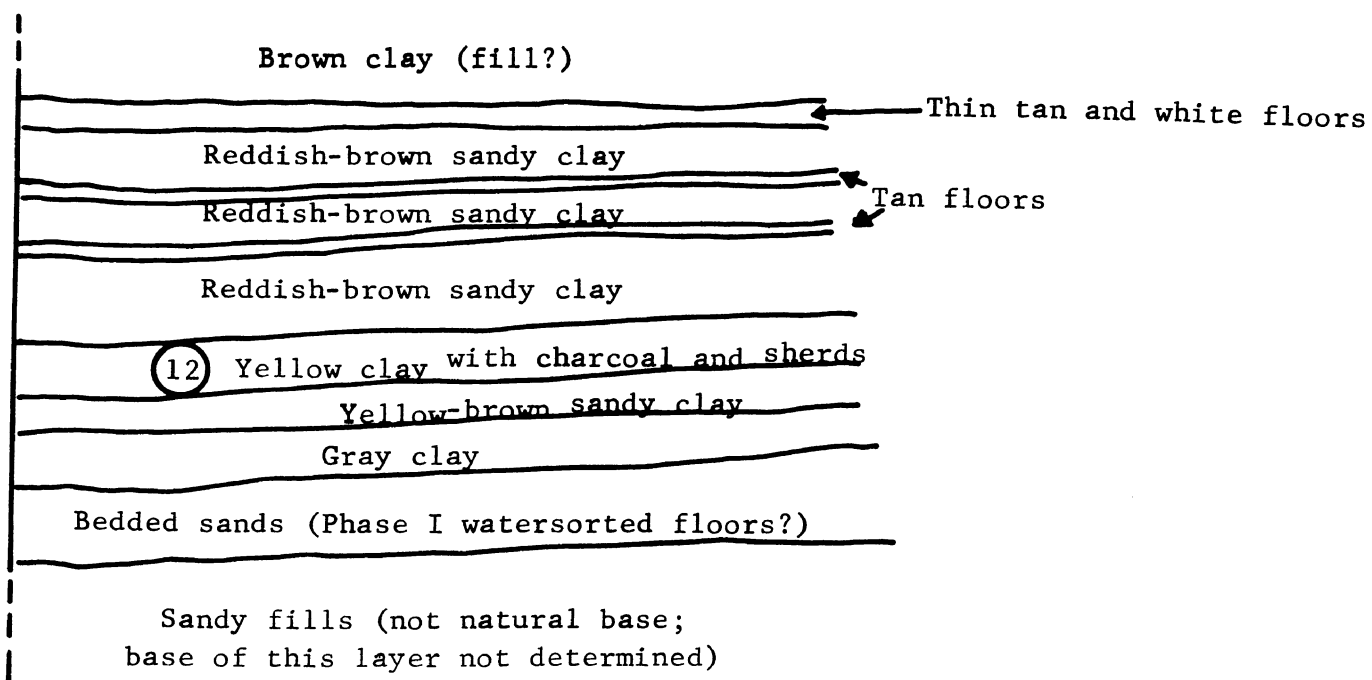 Brown clay (fill?)
Thin tan and white floors
Reddish-brown sandy clay
Tan floors
Reddish-brown sandy clay
Reddish-brown sandy clay
12 Yellow clay with charcoal and sherds
Yellow-brown sandy clay
Gray clay
Bedded sands (Phase I watersorted floors?)
Sandy fills (not natural base;
base of this layer not determined)